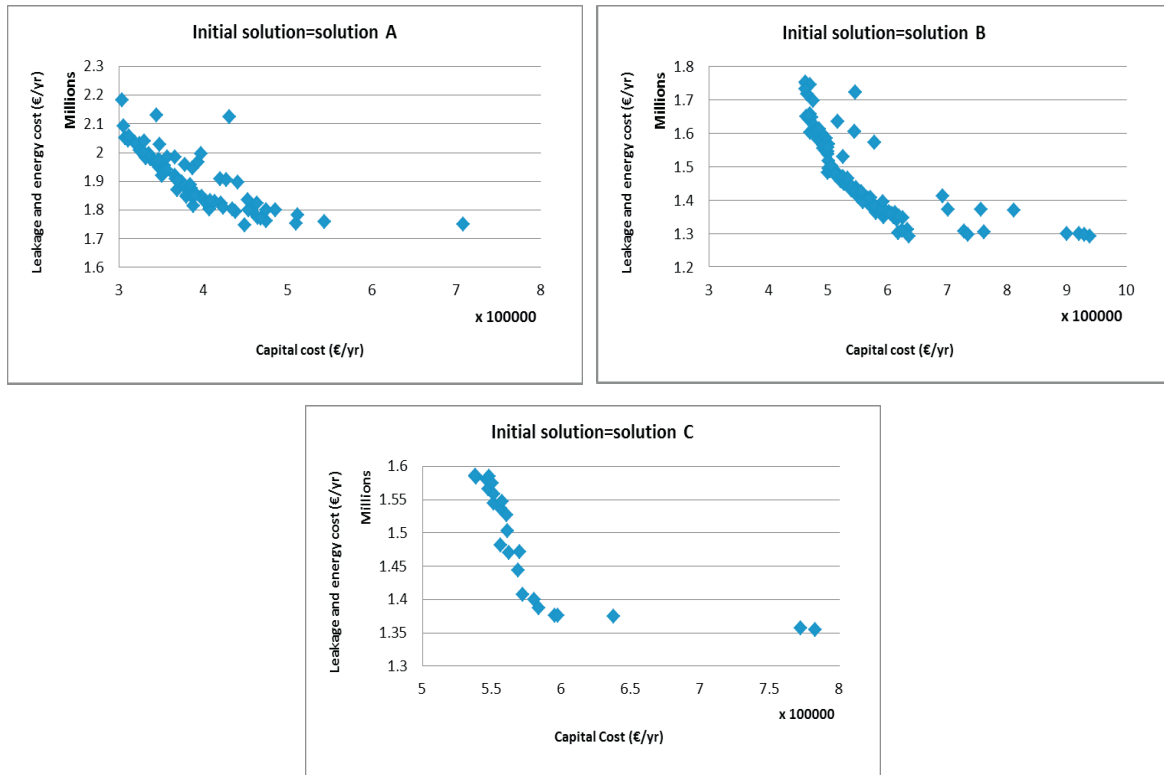 Initial solution=solution A
Leakage and energy cost (€/yr)
Millions
2.3
2.2
2.1
2
1.9
1.8
1.7
1.6
3 4 5 6 7 8
x 100000
Capital cost (€/yr)
Initial solution=solution B
Leakage and energy cost (€/yr)
Millions
1.8
1.7
1.6
1.5
1.4
1.3
1.2
3 4 5 6 7 8 9 10
x 100000
Capital cost (€/yr)
Initial solution=solution C
Leakage and energy cost (€/yr)
Millions
1.6
1.55
1.5
1.45
1.4
1.35
1.3
5 5.5 6 6.5 7 7.5 8
x 100000
Capital Cost (€/yr)